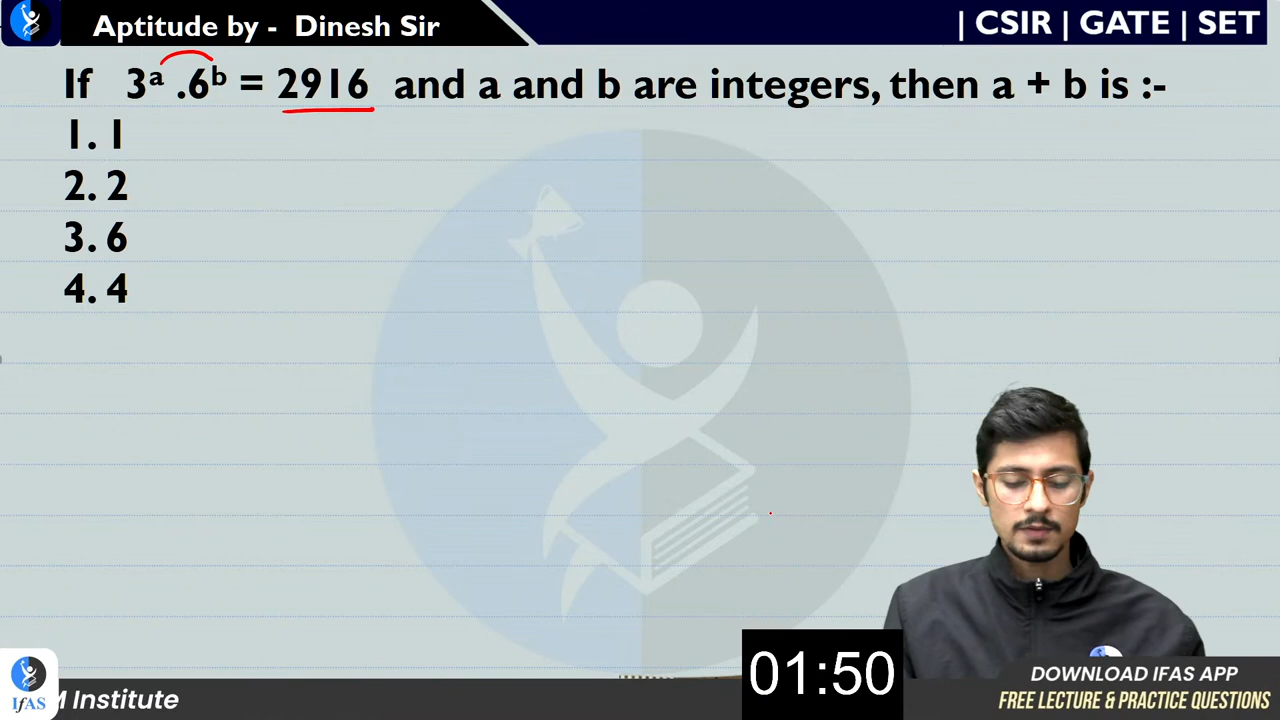 Aptitude by - Dinesh Sir
| CSIR | GATE | SET
If 3ᵃ .6ᵇ = 2916 and a and b are integers, then a + b is :-
1. 1
2. 2
3. 6
4. 4
01:50
DOWNLOAD IFAS APP
FREE LECTURE & PRACTICE QUESTIONS
IfAS
M Institute